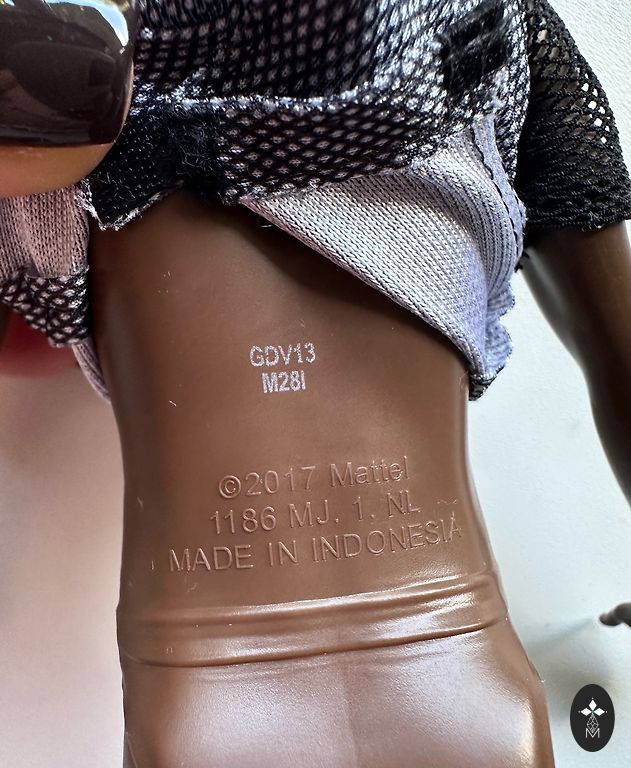 GDV13
M28I
©2017 Mattel
1186 MJ. 1. NL
MADE IN INDONESIA
M